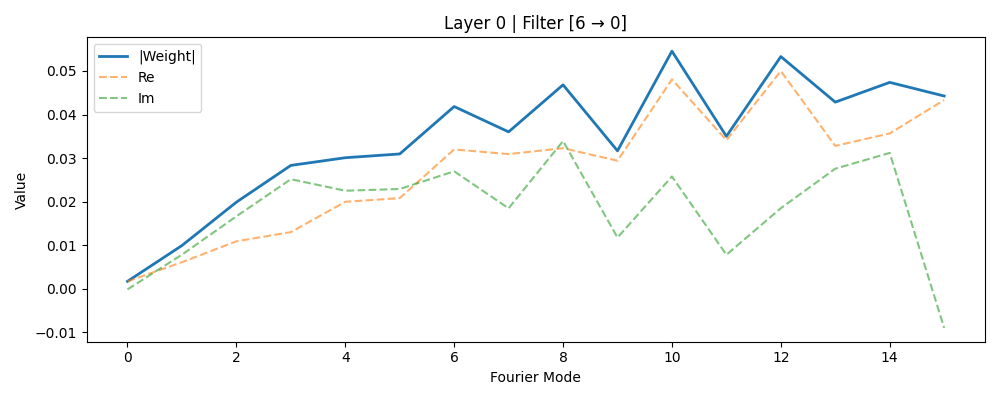 Layer 0 | Filter [6 → 0]
|Weight|
Re
Im
0.05
0.04
0.03
0.02
0.01
0.00
−0.01
Value
0 2 4 6 8 10 12 14
Fourier Mode